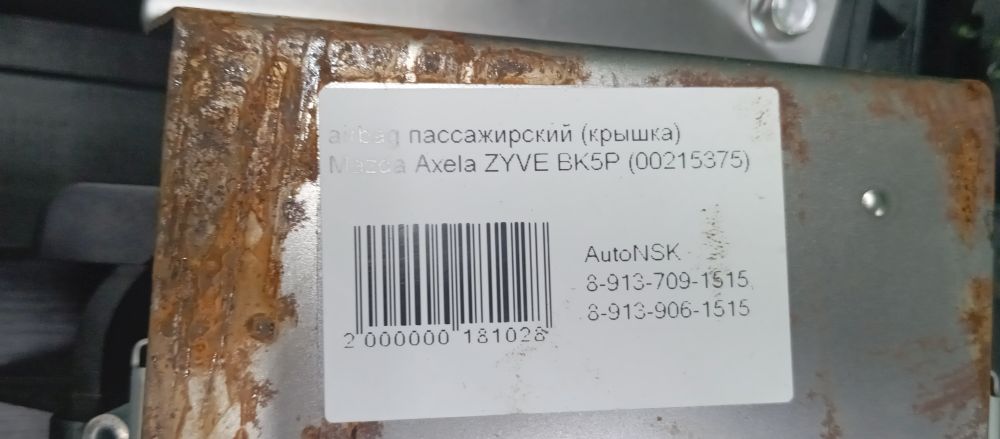 airbag пассажирский (крышка)
Mazda Axela ZYVE BK5P (00215375)
AutoNSK
8-913-709-1515
8-913-906-1515
2 000000 181028